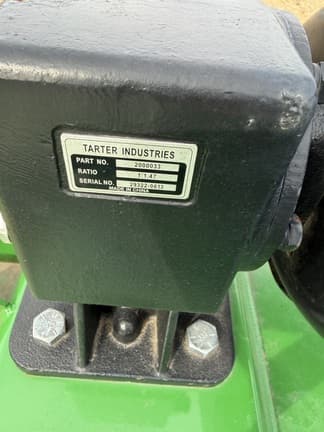 TARTER INDUSTRIES
PART NO. 2000033
RATIO 1:1.47
SERIAL NO. 29322-0413
MADE IN CHINA